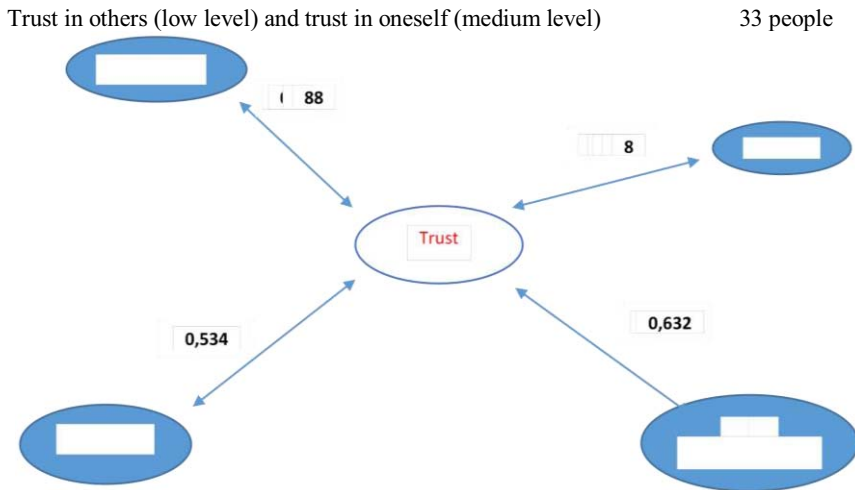 Trust in others (low level) and trust in oneself (medium level) 33 people
88
8
Trust
0,534
0,632